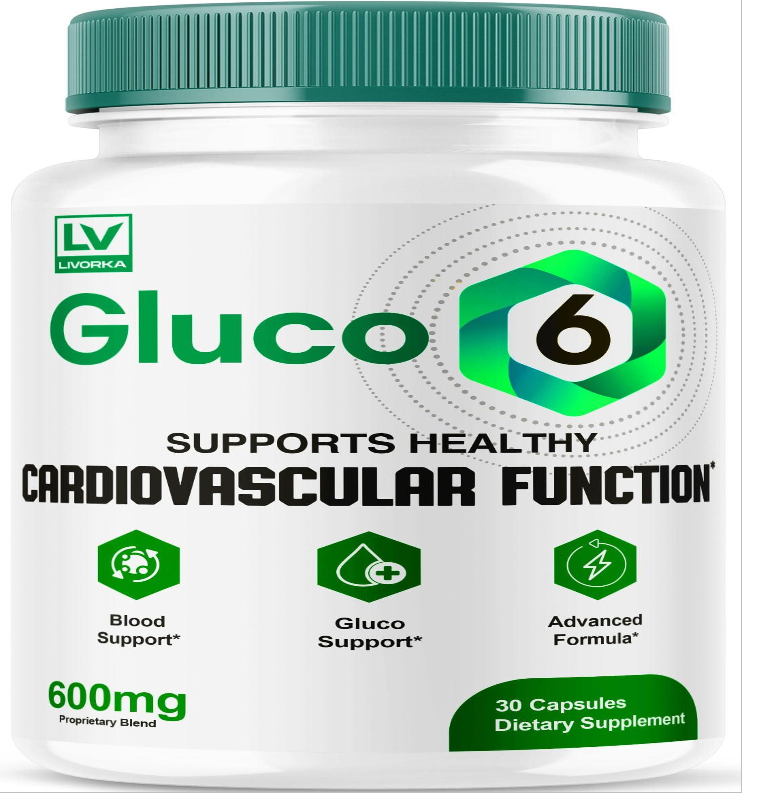 LV
LIVORKA
Gluco 6
SUPPORTS HEALTHY
CARDIOVASCULAR FUNCTION*
Blood
Support*
Gluco
Support*
Advanced
Formula*
600mg
Proprietary Blend
30 Capsules
Dietary Supplement